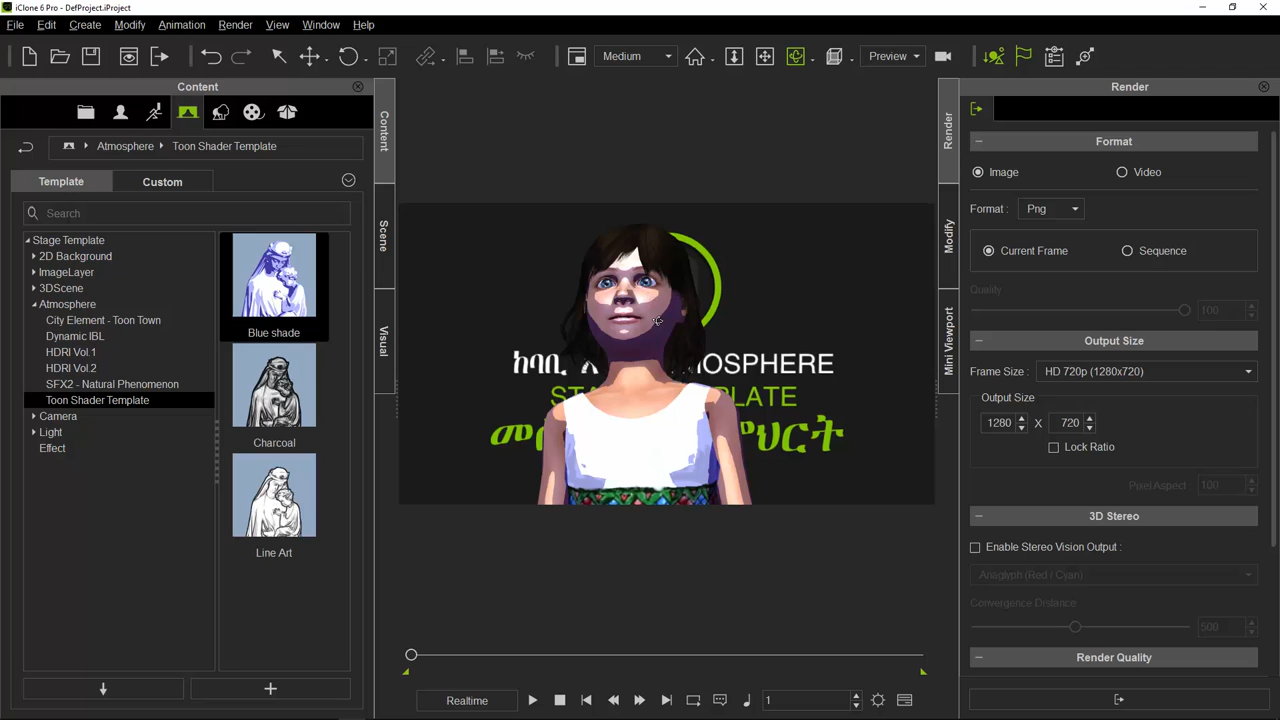 iClone 6 Pro - DefProject.iProject
File Edit Create Modify Animation Render View Window Help
Medium Preview
Content
Atmosphere Toon Shader Template
Template Custom
Search
Stage Template
2D Background
ImageLayer
3DScene
Atmosphere
City Element - Toon Town
Dynamic IBL
HDRI Vol.1
HDRI Vol.2
SFX2 - Natural Phenomenon
Toon Shader Template
Camera
Light
Effect
Blue shade
Charcoal
Line Art
Content
Scene
Visual
ከባቢ OSPHERE
STA PLATE
መሰ ምህርት
Realtime
1
Render
Modify
Mini Viewport
Render
Format
Image Video
Format : Png
Current Frame Sequence
Quality 100
Output Size
Frame Size : HD 720p (1280x720)
Output Size
1280 X 720
Lock Ratio
Pixel Aspect 100
3D Stereo
Enable Stereo Vision Output :
Anaglyph (Red / Cyan)
Convergence Distance
500
Render Quality